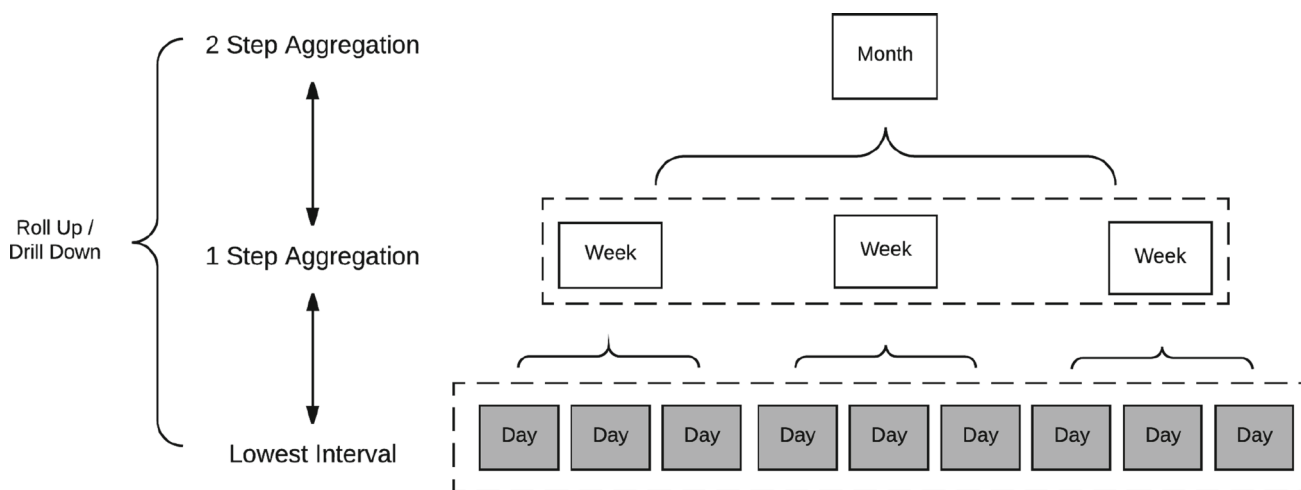 2 Step Aggregation
Month
Roll Up /
Drill Down
1 Step Aggregation
Week
Week
Week
Lowest Interval
Day
Day
Day
Day
Day
Day
Day
Day
Day